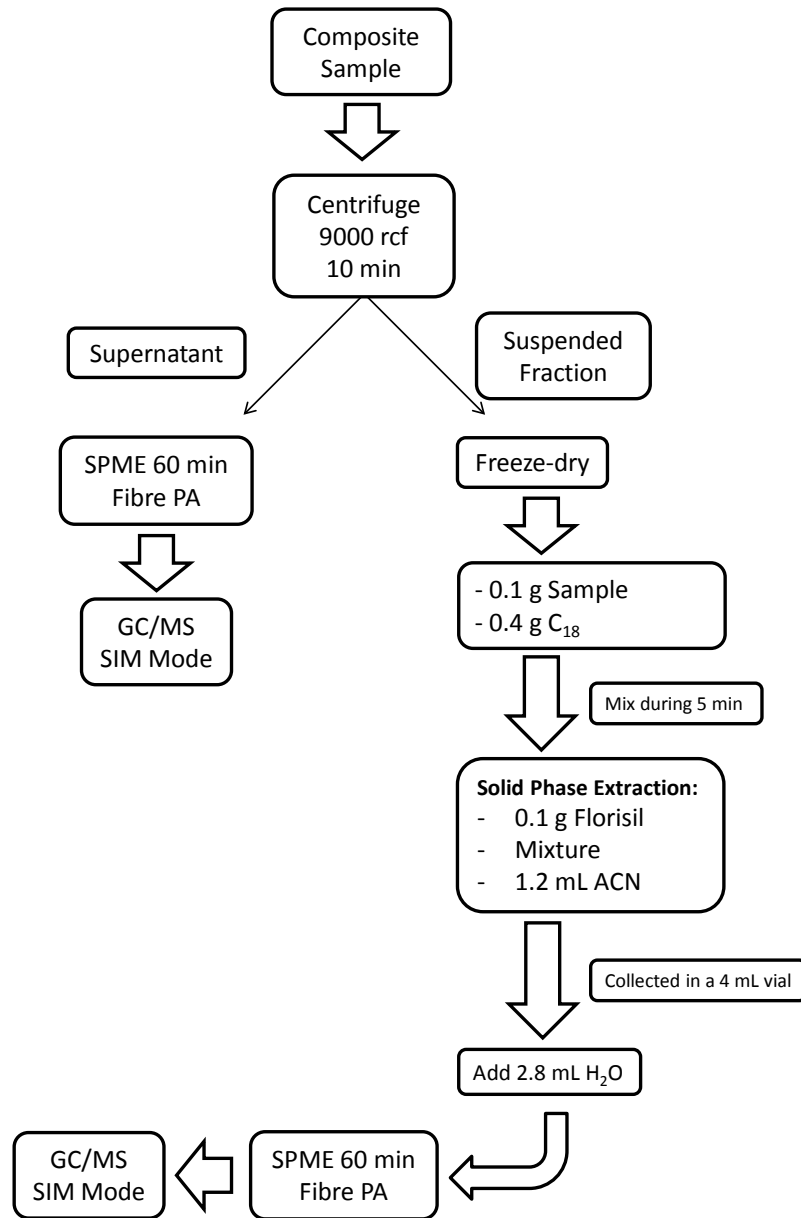 Composite
Sample
Centrifuge
9000 rcf
10 min
Supernatant
Suspended
Fraction
SPME 60 min
Fibre PA
GC/MS
SIM Mode
Freeze-dry
- 0.1 g Sample
- 0.4 g C₁₈
Mix during 5 min
Solid Phase Extraction:
- 0.1 g Florisil
- Mixture
- 1.2 mL ACN
Collected in a 4 mL vial
Add 2.8 mL H₂O
SPME 60 min
Fibre PA
GC/MS
SIM Mode